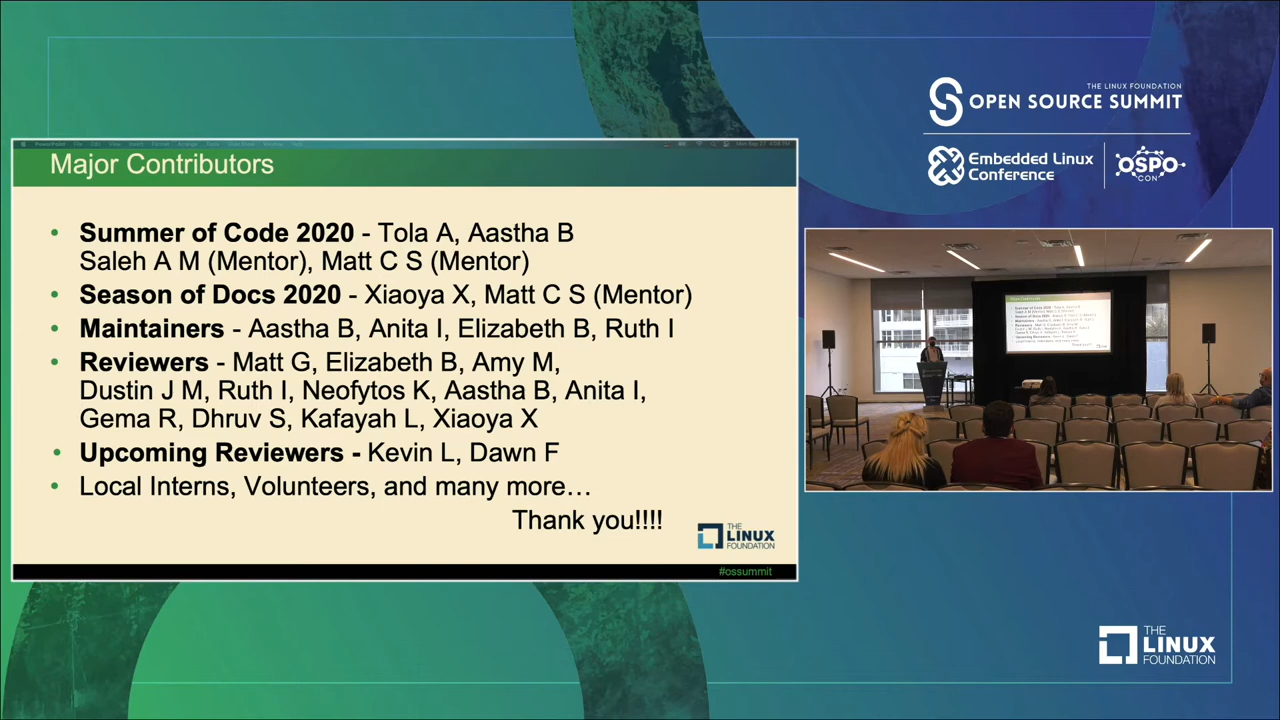 THE LINUX FOUNDATION
OPEN SOURCE SUMMIT
Embedded Linux
Conference
OSPO
CON
Major Contributors
• Summer of Code 2020 - Tola A, Aastha B
Saleh A M (Mentor), Matt C S (Mentor)
• Season of Docs 2020 - Xiaoya X, Matt C S (Mentor)
• Maintainers - Aastha B, Anita I, Elizabeth B, Ruth I
• Reviewers - Matt G, Elizabeth B, Amy M,
Dustin J M, Ruth I, Neofytos K, Aastha B, Anita I,
Gema R, Dhruv S, Kafayah L, Xiaoya X
• Upcoming Reviewers - Kevin L, Dawn F
• Local Interns, Volunteers, and many more…
Thank you!!!!
THE
LINUX
FOUNDATION
#ossummit
THE
LINUX
FOUNDATION